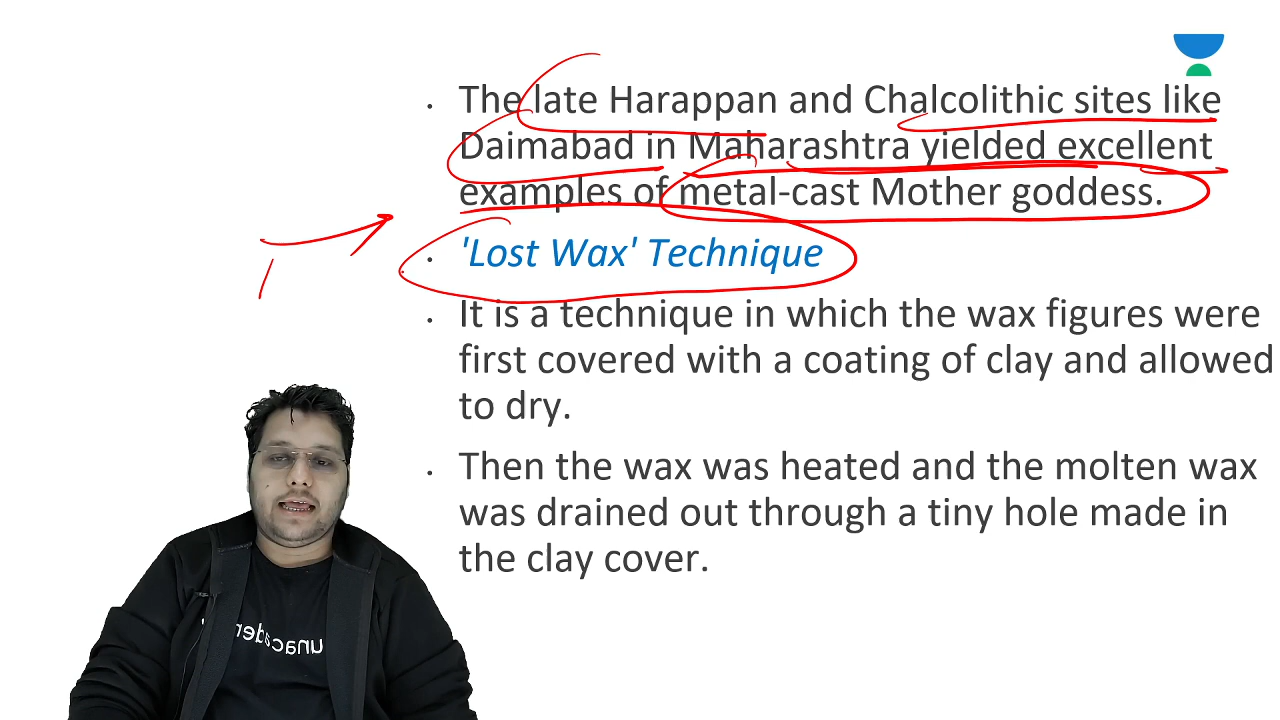 The late Harappan and Chalcolithic sites like
Daimabad in Maharashtra yielded excellent
examples of metal-cast Mother goddess.
'Lost Wax' Technique
It is a technique in which the wax figures were
first covered with a coating of clay and allowed
to dry.
Then the wax was heated and the molten wax
was drained out through a tiny hole made in
the clay cover.